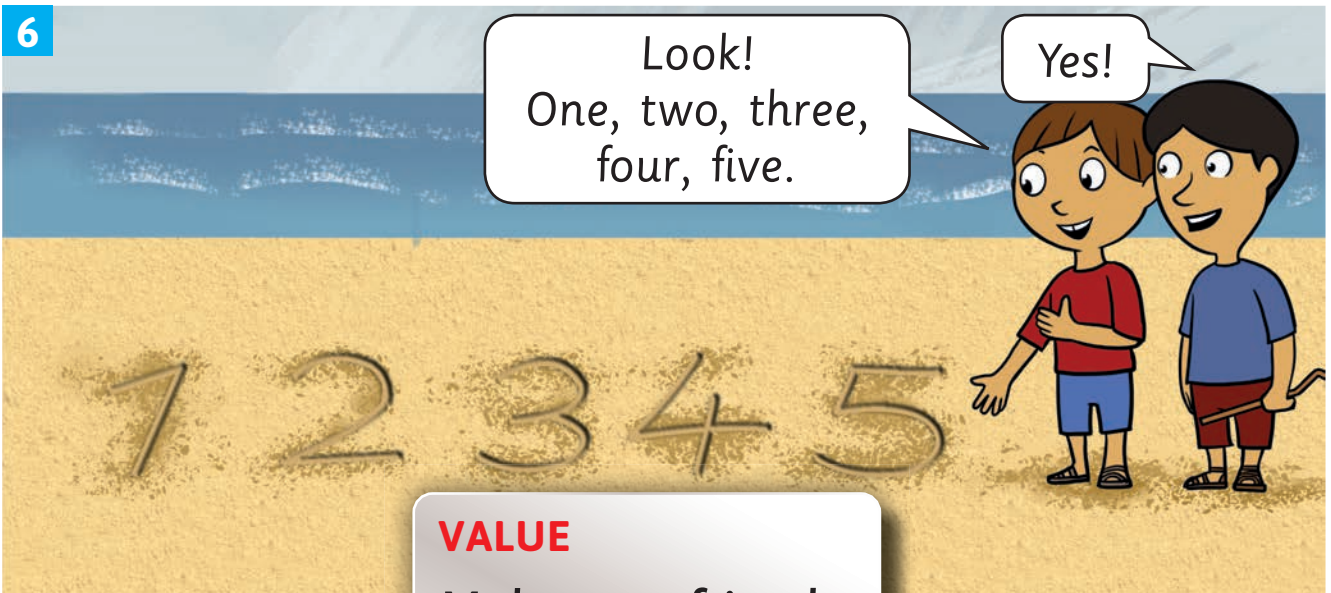 6
Look!
One, two, three,
four, five.
Yes!
1 2 3 4 5
VALUE